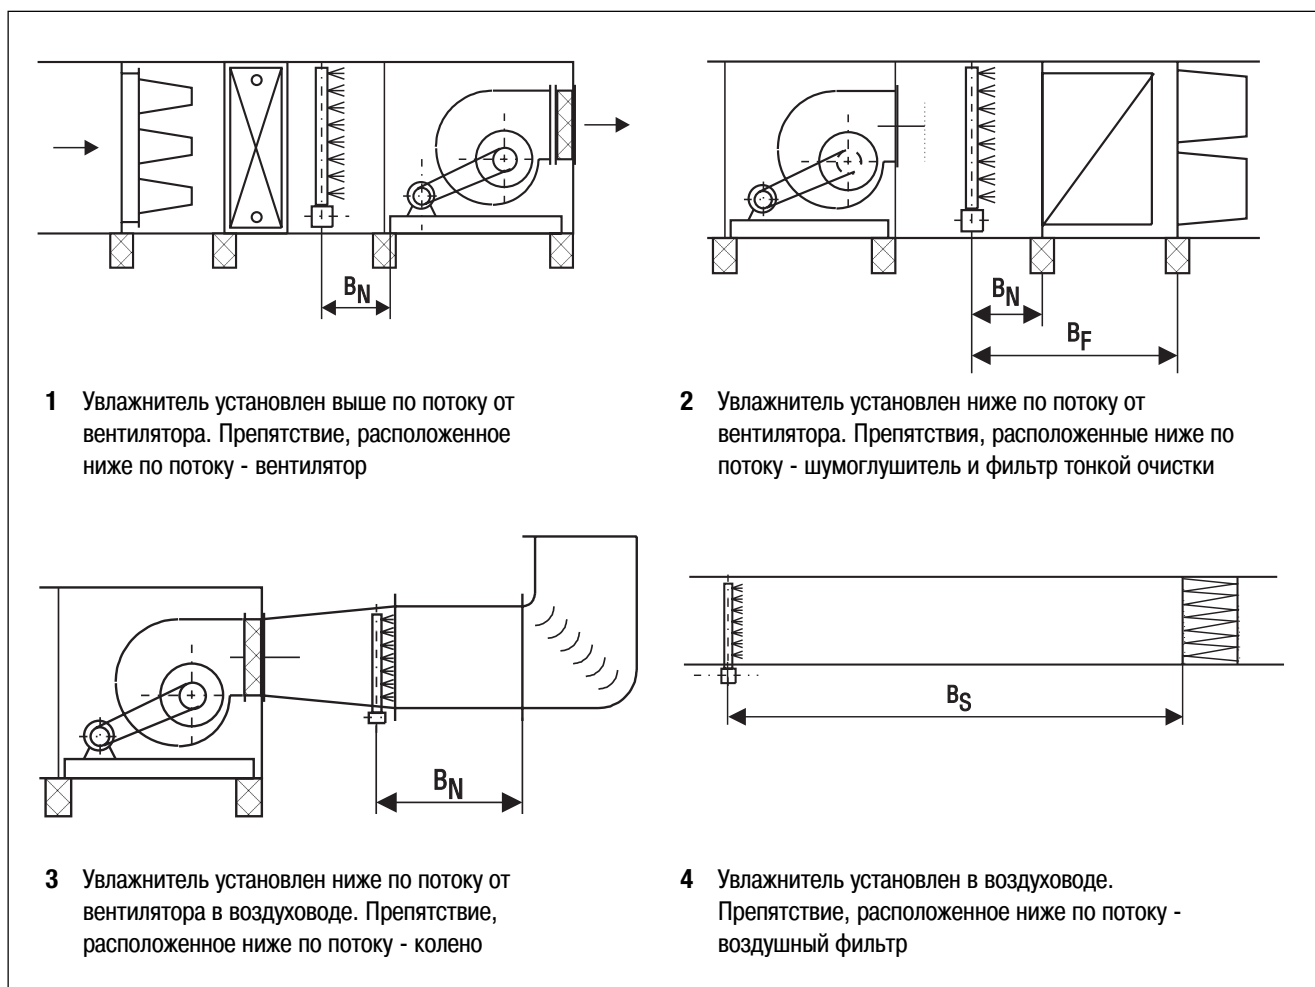 B_N
B_N
B_F
1 Увлажнитель установлен выше по потоку от
вентилятора. Препятствие, расположенное
ниже по потоку - вентилятор
2 Увлажнитель установлен ниже по потоку от
вентилятора. Препятствия, расположенные ниже по
потоку - шумоглушитель и фильтр тонкой очистки
B_N
B_S
3 Увлажнитель установлен ниже по потоку от
вентилятора в воздуховоде. Препятствие,
расположенное ниже по потоку - колено
4 Увлажнитель установлен в воздуховоде.
Препятствие, расположенное ниже по потоку -
воздушный фильтр